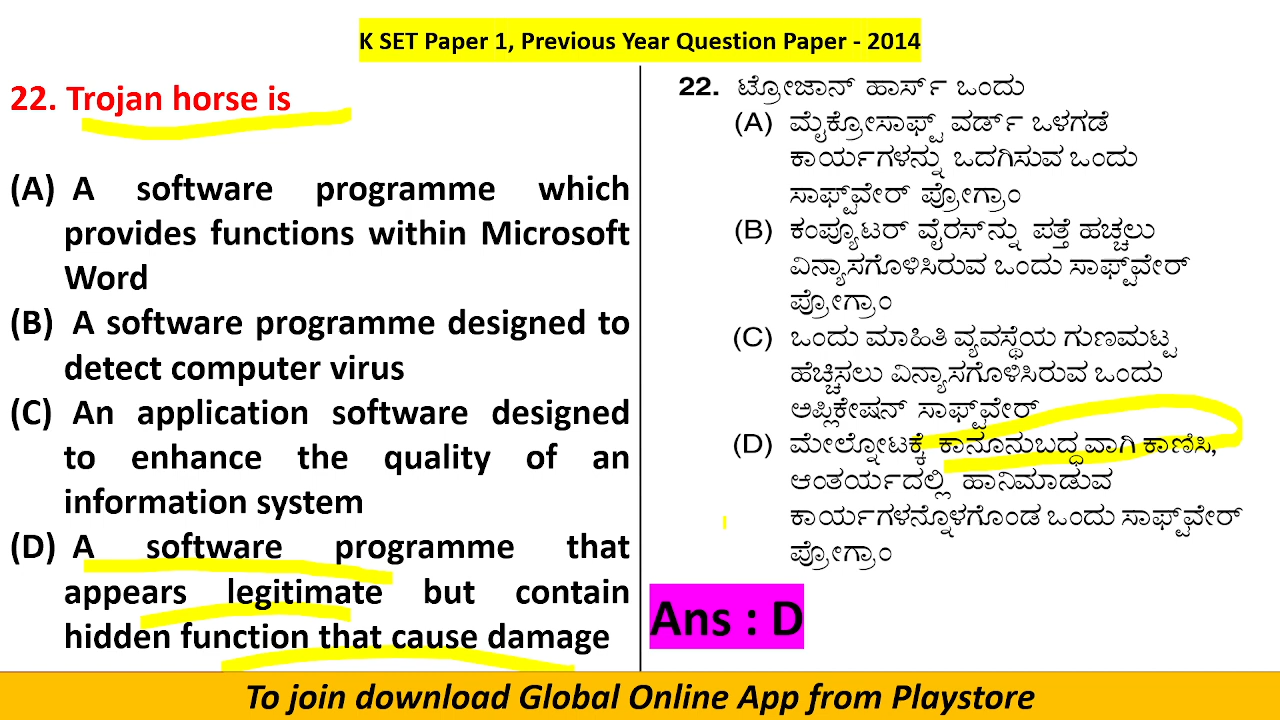 K SET Paper 1, Previous Year Question Paper - 2014
22. Trojan horse is
(A) A software programme which
provides functions within Microsoft
Word
(B) A software programme designed to
detect computer virus
(C) An application software designed
to enhance the quality of an
information system
(D) A software programme that
appears legitimate but contain
hidden function that cause damage
22. ಟ್ರೋಜಾನ್ ಹಾರ್ಸ್ ಒಂದು
(A) ಮೈಕ್ರೋಸಾಫ್ಟ್ ವರ್ಡ್ ಒಳಗಡೆ
ಕಾರ್ಯಗಳನ್ನು ಒದಗಿಸುವ ಒಂದು
ಸಾಫ್ಟ್‌ವೇರ್ ಪ್ರೋಗ್ರಾಂ
(B) ಕಂಪ್ಯೂಟರ್ ವೈರಸ್‌ನ್ನು ಪತ್ತೆ ಹಚ್ಚಲು
ವಿನ್ಯಾಸಗೊಳಿಸಿರುವ ಒಂದು ಸಾಫ್ಟ್‌ವೇರ್
ಪ್ರೋಗ್ರಾಂ
(C) ಒಂದು ಮಾಹಿತಿ ವ್ಯವಸ್ಥೆಯ ಗುಣಮಟ್ಟ
ಹೆಚ್ಚಿಸಲು ವಿನ್ಯಾಸಗೊಳಿಸಿರುವ ಒಂದು
ಅಪ್ಲಿಕೇಷನ್ ಸಾಫ್ಟ್‌ವೇರ್
(D) ಮೇಲ್ನೋಟಕ್ಕೆ ಕಾನೂನುಬದ್ಧವಾಗಿ ಕಾಣಿಸಿ,
ಆಂತರ್ಯದಲ್ಲಿ ಹಾನಿಮಾಡುವ
ಕಾರ್ಯಗಳನ್ನೊಳಗೊಂಡ ಒಂದು ಸಾಫ್ಟ್‌ವೇರ್
ಪ್ರೋಗ್ರಾಂ
Ans : D
To join download Global Online App from Playstore